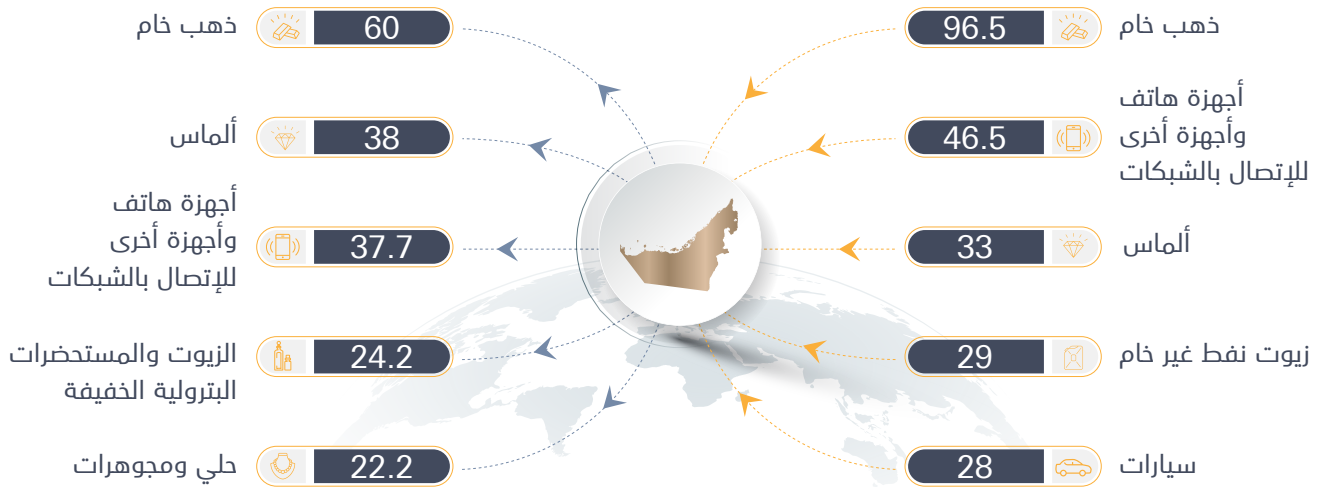 ذهب خام
96.5
أجهزة هاتف
وأجهزة أخرى
للإتصال بالشبكات
46.5
ألماس
33
زيوت نفط غير خام
29
سيارات
28
60
ذهب خام
38
ألماس
37.7
أجهزة هاتف
وأجهزة أخرى
للإتصال بالشبكات
24.2
الزيوت والمستحضرات
البترولية الخفيفة
22.2
حلي ومجوهرات